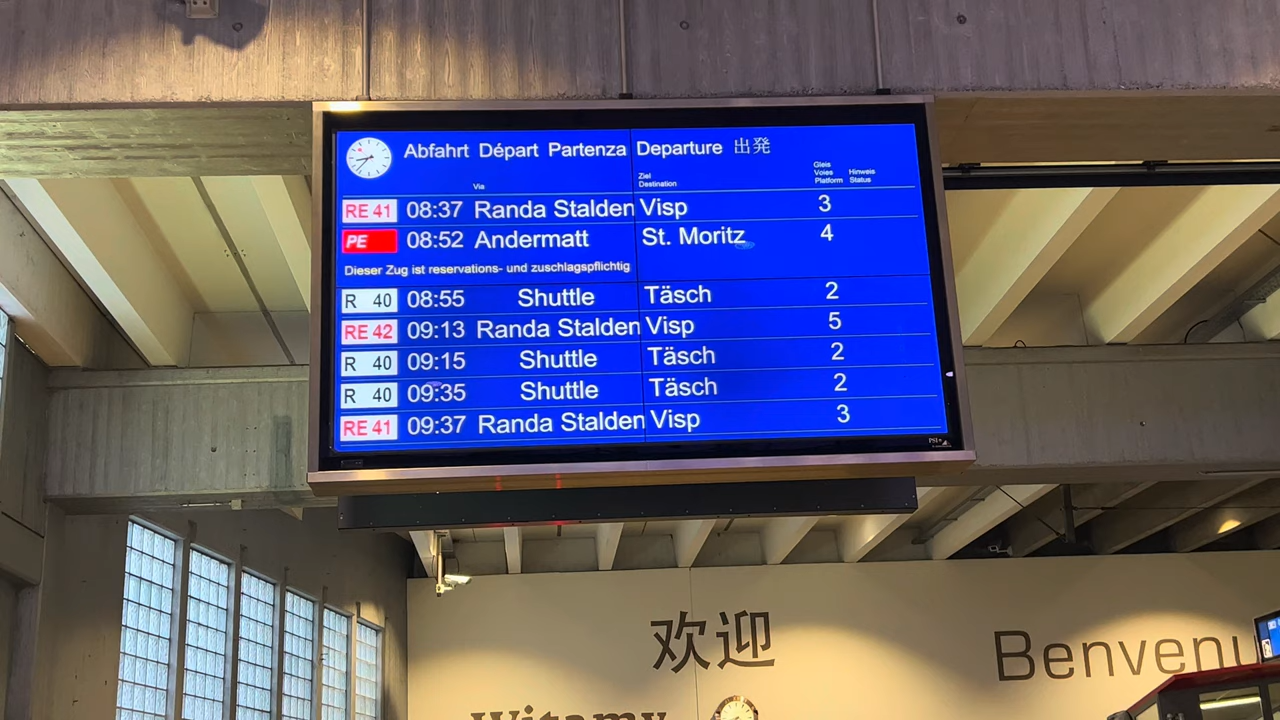 Abfahrt Départ Partenza Departure 出発
Via Ziel Destination Gleis Voies Platform Hinweis Status
RE 41 08:37 Randa Stalden Visp 3
PE 08:52 Andermatt St. Moritz 4
Dieser Zug ist reservations- und zuschlagspflichtig
R 40 08:55 Shuttle Täsch 2
RE 42 09:13 Randa Stalden Visp 5
R 40 09:15 Shuttle Täsch 2
R 40 09:35 Shuttle Täsch 2
RE 41 09:37 Randa Stalden Visp 3
PSI
欢迎
Benvenu
Witamy